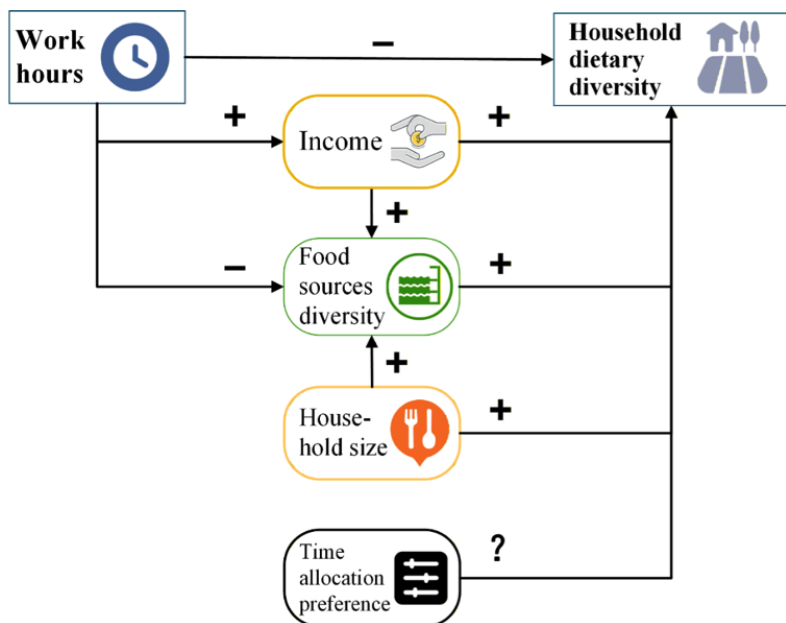 Work
hours
−
Household
dietary
diversity
+
Income
$
+
+
−
Food
sources
diversity
+
+
House-
hold size
+
Time
allocation
preference
?